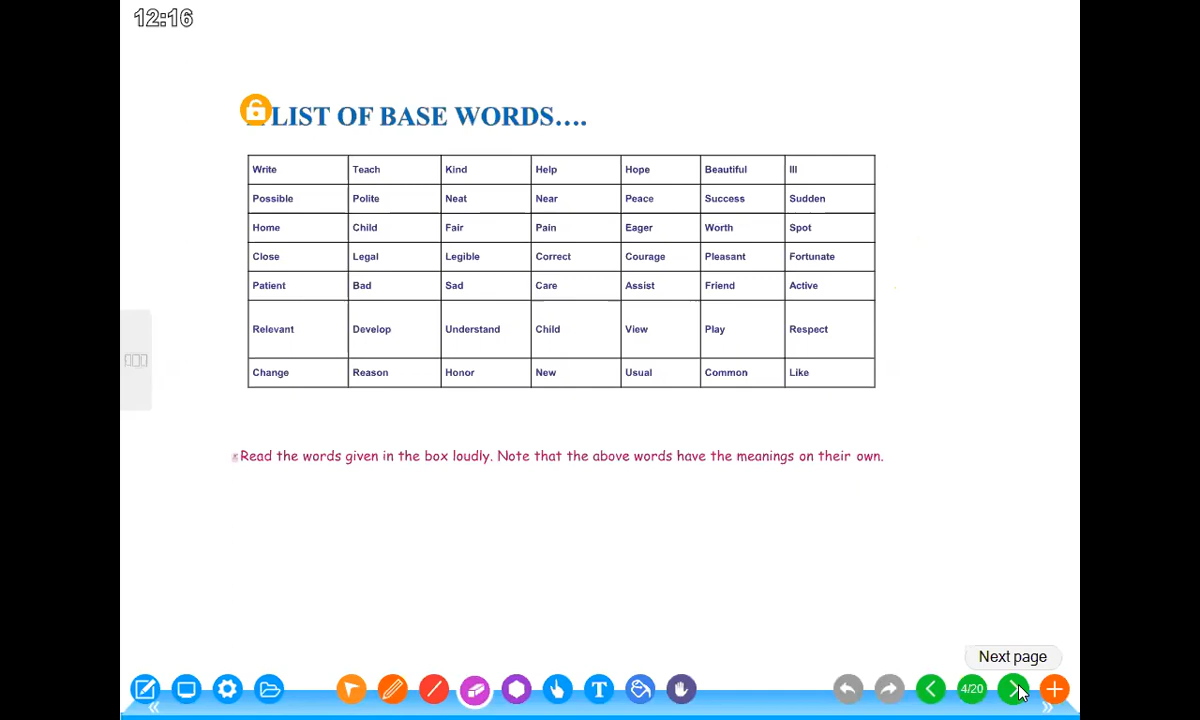 12:16
LIST OF BASE WORDS....
Write Teach Kind Help Hope Beautiful Ill
Possible Polite Neat Near Peace Success Sudden
Home Child Fair Pain Eager Worth Spot
Close Legal Legible Correct Courage Pleasant Fortunate
Patient Bad Sad Care Assist Friend Active
Relevant Develop Understand Child View Play Respect
Change Reason Honor New Usual Common Like
Read the words given in the box loudly. Note that the above words have the meanings on their own.
Next page
T 4/20